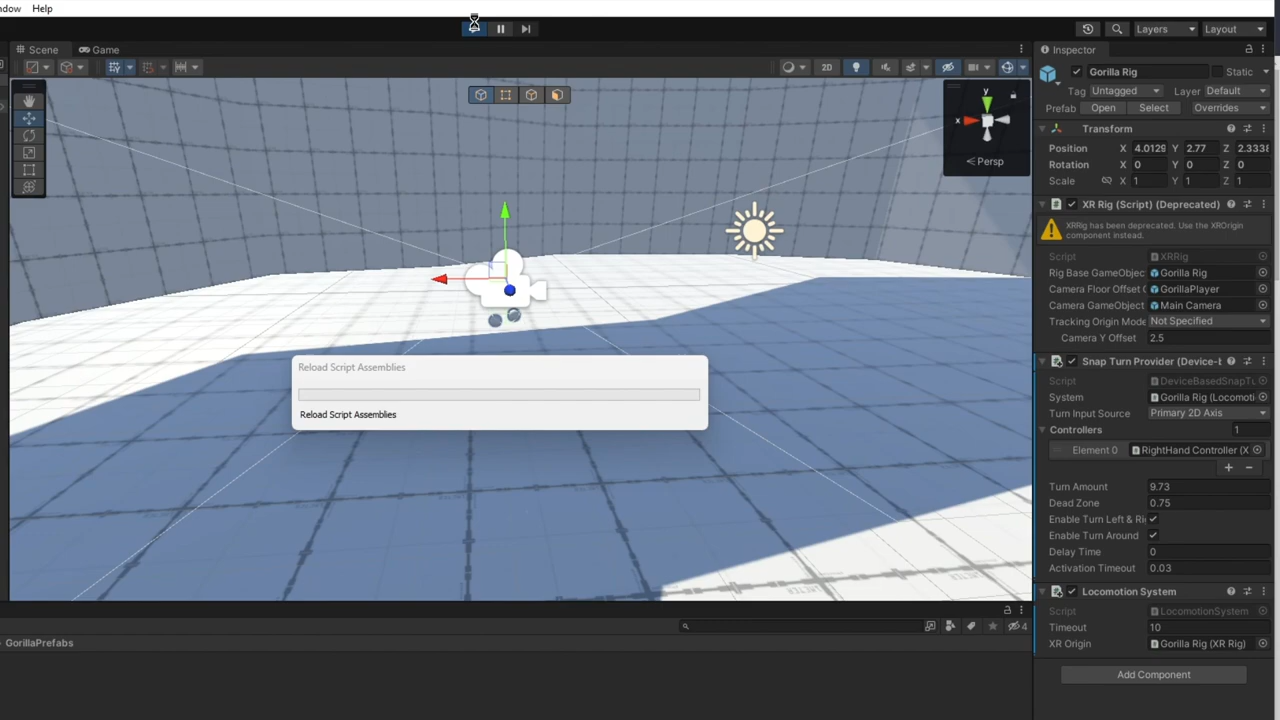 ndow Help
Layers
Layout
Scene Game
Inspector
2D
Gorilla Rig Static
Tag Untagged Layer Default
Prefab Open Select Overrides
y
x
Persp
Transform
Position X 4.0129 Y 2.77 Z 2.3338
Rotation X 0 Y 0 Z 0
Scale X 1 Y 1 Z 1
XR Rig (Script) (Deprecated)
XRRig has been deprecated. Use the XROrigin
component instead.
Script XRRig
Rig Base GameObjec Gorilla Rig
Camera Floor Offset ( GorillaPlayer
Camera GameObject Main Camera
Tracking Origin Mode Not Specified
Camera Y Offset 2.5
Snap Turn Provider (Device-b
Script DeviceBasedSnapTu
System Gorilla Rig (Locomoti
Turn Input Source Primary 2D Axis
Controllers 1
Element 0 RightHand Controller (X
+ −
Turn Amount 9.73
Dead Zone 0.75
Enable Turn Left & Rig
Enable Turn Around
Delay Time 0
Activation Timeout 0.03
Locomotion System
Script LocomotionSystem
Timeout 10
XR Origin Gorilla Rig (XR Rig)
Add Component
Reload Script Assemblies
Reload Script Assemblies
4
GorillaPrefabs